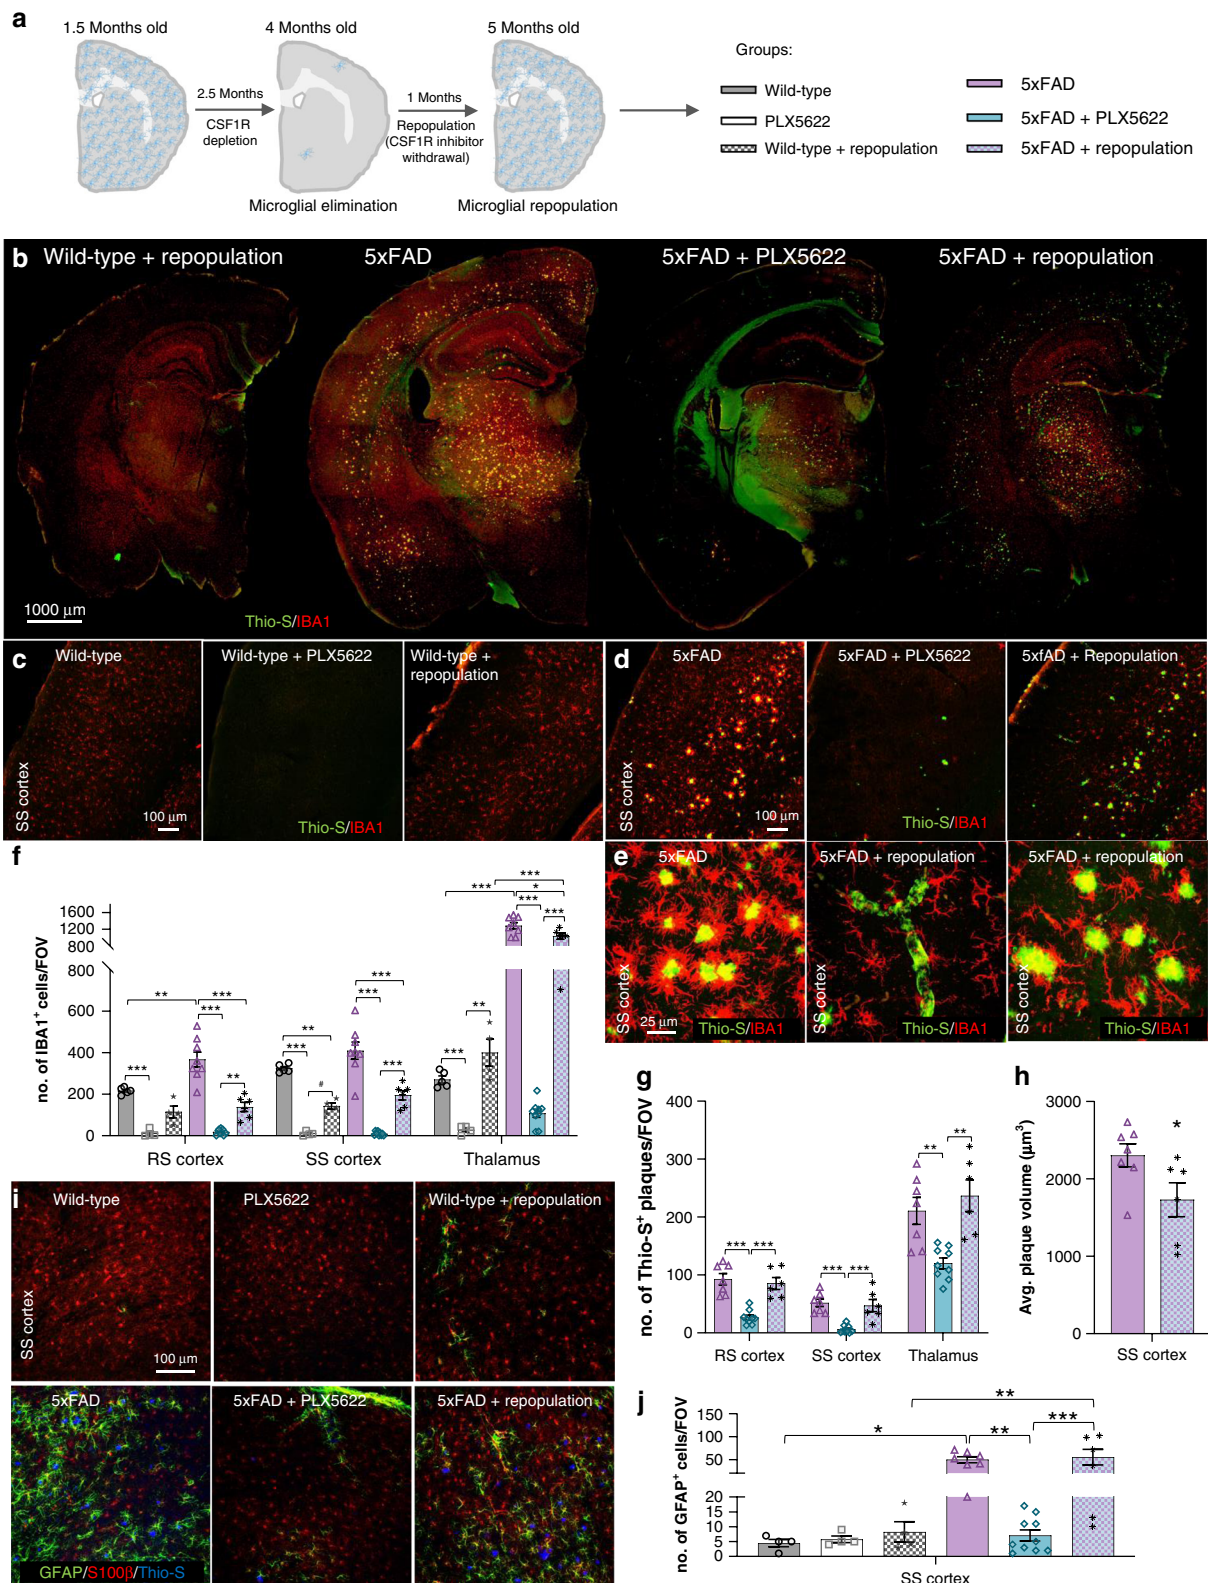 a
1.5 Months old
4 Months old
5 Months old
2.5 Months
CSF1R
depletion
1 Months
Repopulation
(CSF1R inhibitor
withdrawal)
Microglial elimination
Microglial repopulation
Groups:
Wild-type
PLX5622
Wild-type + repopulation
5xFAD
5xFAD + PLX5622
5xFAD + repopulation
b
Wild-type + repopulation
5xFAD
5xFAD + PLX5622
5xFAD + repopulation
1000 µm
Thio-S/IBA1
c
Wild-type
Wild-type + PLX5622
Wild-type +
repopulation
SS cortex
100 µm
Thio-S/IBA1
d
5xFAD
5xFAD + PLX5622
5xfAD + Repopulation
SS cortex
100 µm
Thio-S/IBA1
e
5xFAD
5xFAD + repopulation
5xFAD + repopulation
SS cortex
25 µm
Thio-S/IBA1
SS cortex
Thio-S/IBA1
SS cortex
Thio-S/IBA1
f
no. of IBA1⁺ cells/FOV
1600
1200
800
800
600
400
200
0
** *** *** *** **
** *** # *** *** ***
*** ** *** *** * *** ***
RS cortex
SS cortex
Thalamus
g
no. of Thio-S⁺ plaques/FOV
400
300
200
100
0
*** ***
*** ***
** **
RS cortex
SS cortex
Thalamus
h
Avg. plaque volume (µm³)
3000
2000
1000
0
*
SS cortex
i
Wild-type
PLX5622
Wild-type + repopulation
SS cortex
100 µm
5xFAD
5xFAD + PLX5622
5xFAD + repopulation
GFAP/S100β/Thio-S
j
no. of GFAP⁺ cells/FOV
150
100
50
20
15
10
5
0
* ** ** ***
SS cortex